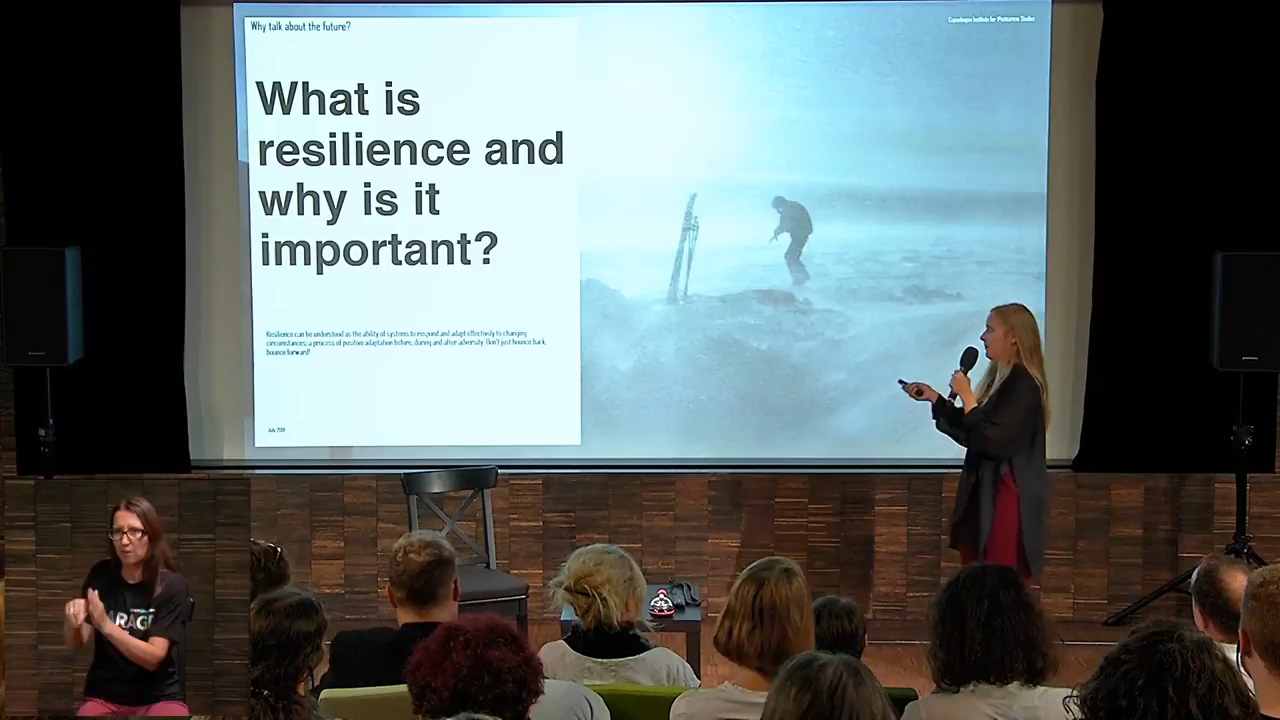 Why talk about the future?
Copenhagen Institute for Futures Studies
What is
resilience and
why is it
important?
Resilience can be understood as the ability of systems to respond and adapt effectively to changing
circumstances, a process of positive adaptation before, during and after adversity. Don't just bounce back,
bounce forward!
July
ARAG